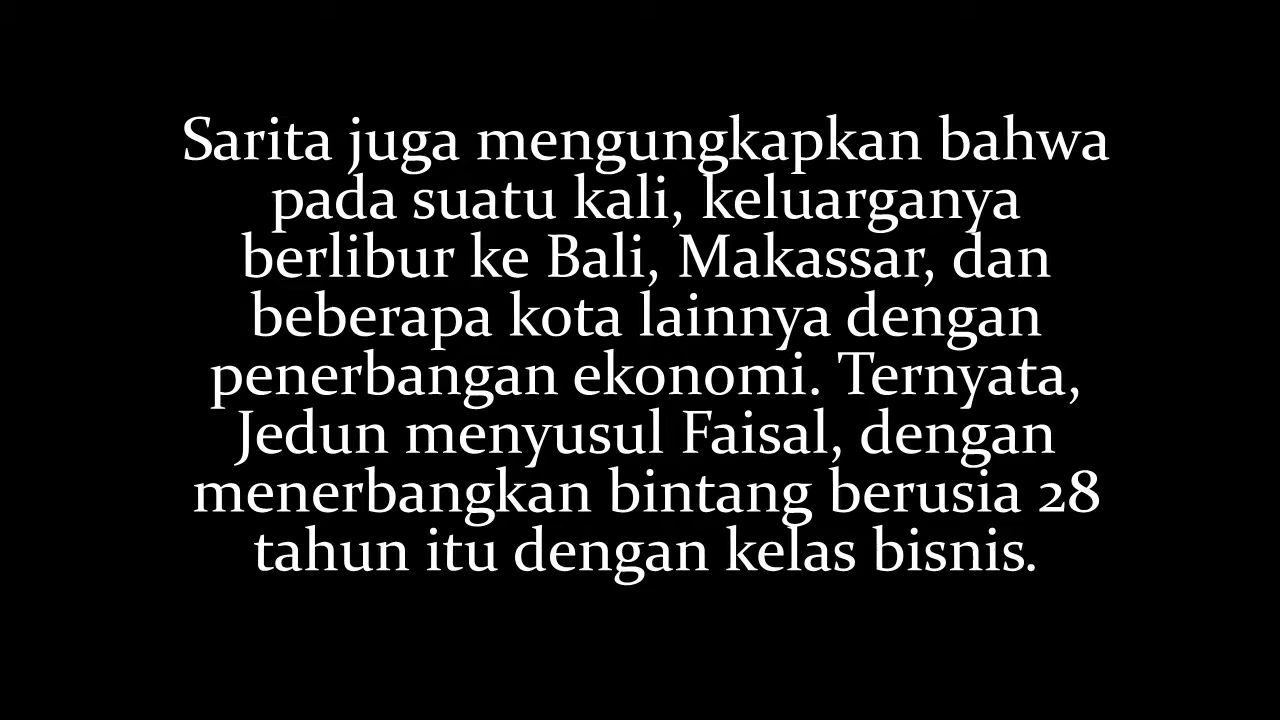 Sarita juga mengungkapkan bahwa
pada suatu kali, keluarganya
berlibur ke Bali, Makassar, dan
beberapa kota lainnya dengan
penerbangan ekonomi. Ternyata,
Jedun menyusul Faisal, dengan
menerbangkan bintang berusia 28
tahun itu dengan kelas bisnis.